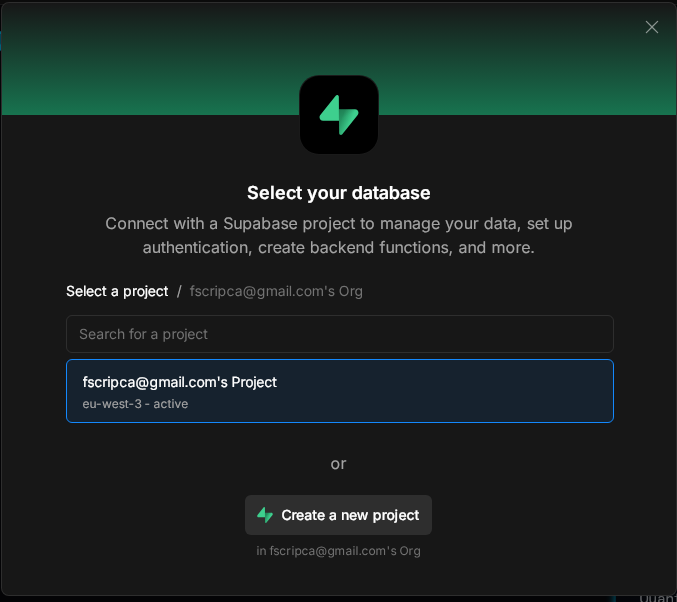 Select your database
Connect with a Supabase project to manage your data, set up
authentication, create backend functions, and more.
Select a project / fscripca@gmail.com's Org
Search for a project
fscripca@gmail.com's Project
eu-west-3 - active
or
Create a new project
in fscripca@gmail.com's Org